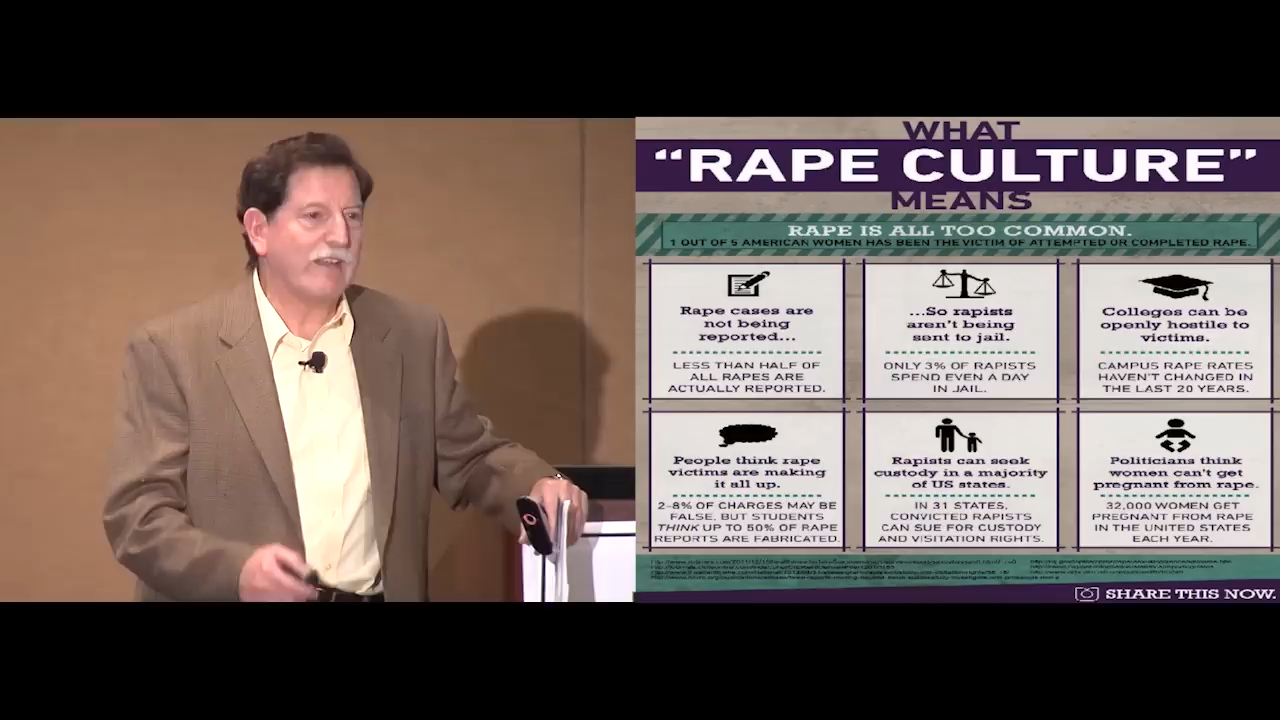 WHAT
“RAPE CULTURE”
MEANS
RAPE IS ALL TOO COMMON.
1 OUT OF 5 AMERICAN WOMEN HAS BEEN THE VICTIM OF ATTEMPTED OR COMPLETED RAPE.
Rape cases are
not being
reported...
LESS THAN HALF OF
ALL RAPES ARE
ACTUALLY REPORTED.
...So rapists
aren't being
sent to jail.
ONLY 3% OF RAPISTS
SPEND EVEN A DAY
IN JAIL.
Colleges can be
openly hostile to
victims.
CAMPUS RAPE RATES
HAVEN'T CHANGED IN
THE LAST 20 YEARS.
People think rape
victims are making
it all up.
2-8% OF CHARGES MAY BE
FALSE, BUT STUDENTS
THINK UP TO 50% OF RAPE
REPORTS ARE FABRICATED.
Rapists can seek
custody in a majority
of US states.
IN 31 STATES,
CONVICTED RAPISTS
CAN SUE FOR CUSTODY
AND VISITATION RIGHTS.
Politicians think
women can't get
pregnant from rape.
32,000 WOMEN GET
PREGNANT FROM RAPE
IN THE UNITED STATES
EACH YEAR.
SHARE THIS NOW.